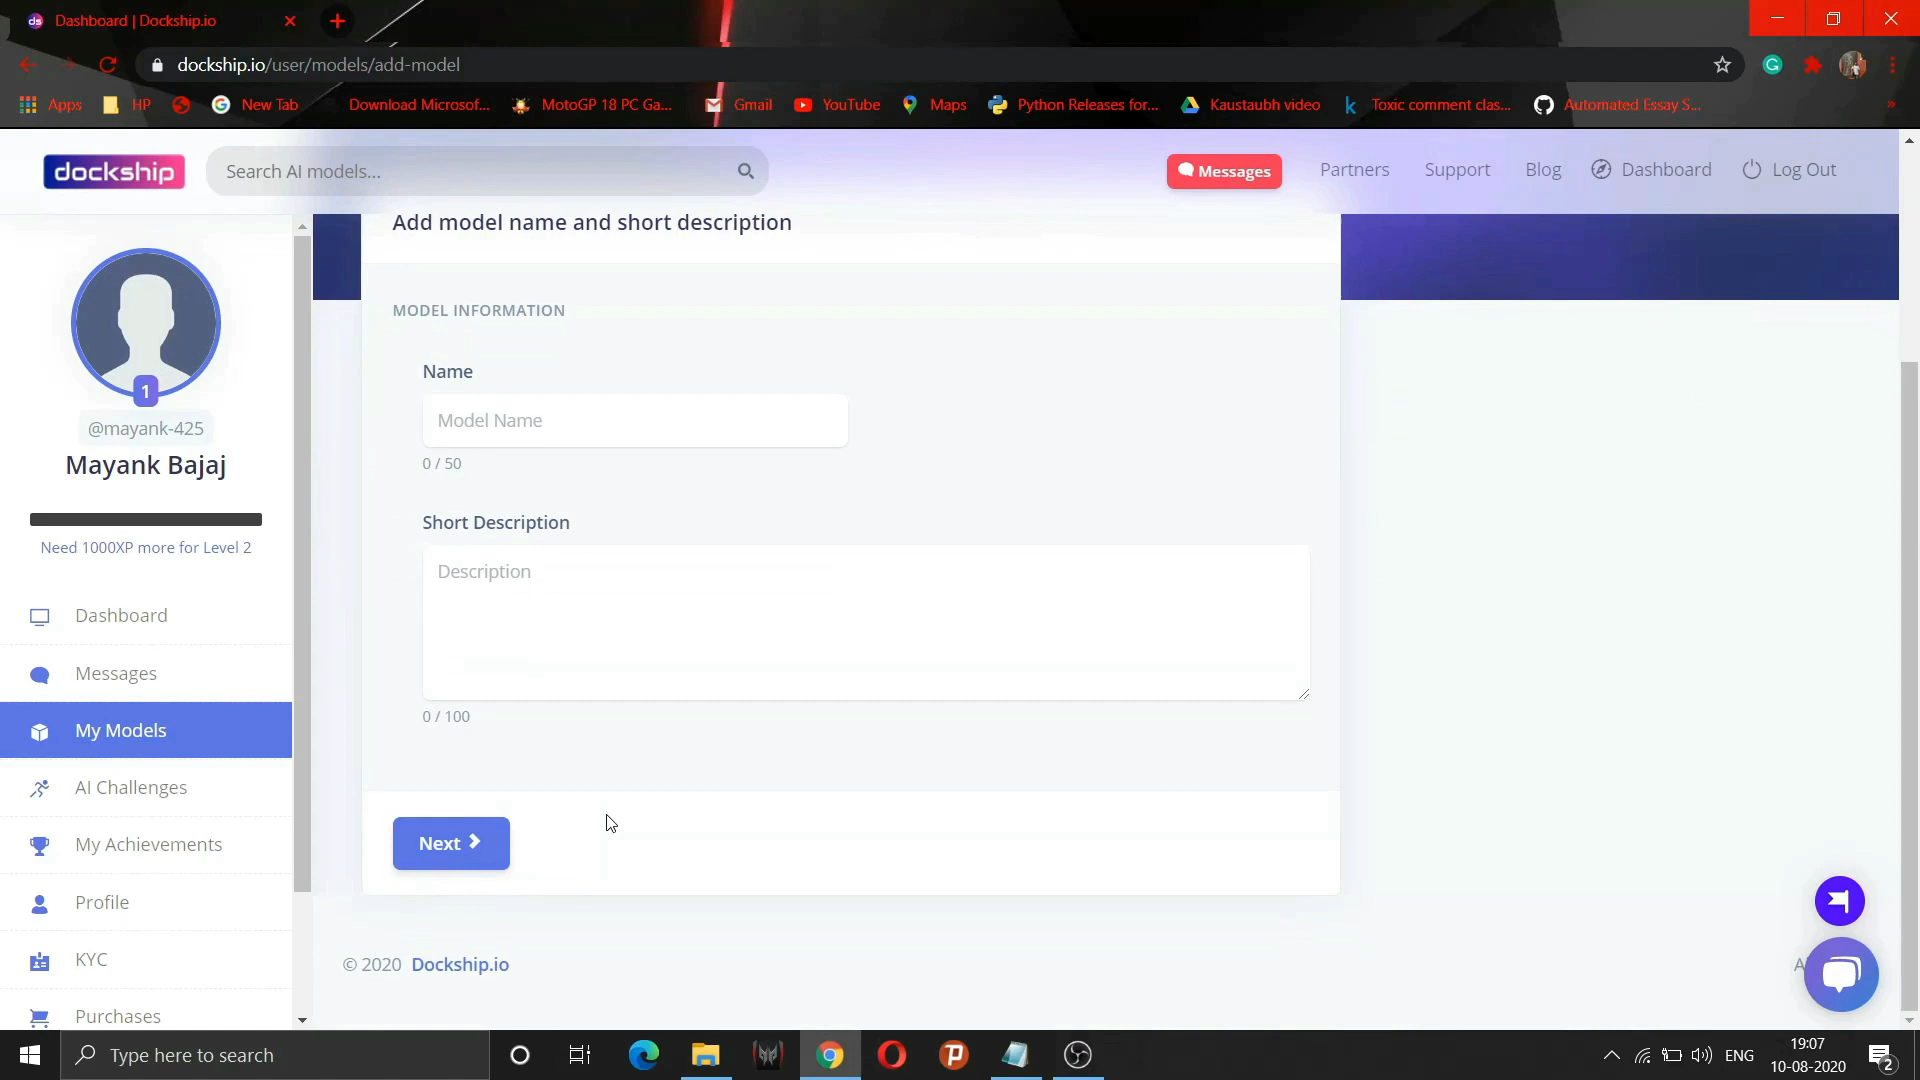 ds Dashboard | Dockship.io
dockship.io/user/models/add-model
Apps HP New Tab Download Microsof... MotoGP 18 PC Ga... Gmail YouTube Maps Python Releases for... Kaustaubh video Toxic comment clas... Automated Essay S...
dockship
Search AI models...
Messages Partners Support Blog Dashboard Log Out
1
@mayank-425
Mayank Bajaj
Need 1000XP more for Level 2
Dashboard
Messages
My Models
AI Challenges
My Achievements
Profile
KYC
Purchases
Add model name and short description
MODEL INFORMATION
Name
Model Name
0 / 50
Short Description
Description
0 / 100
Next
© 2020 Dockship.io
Type here to search
ENG
19:07
10-08-2020
2